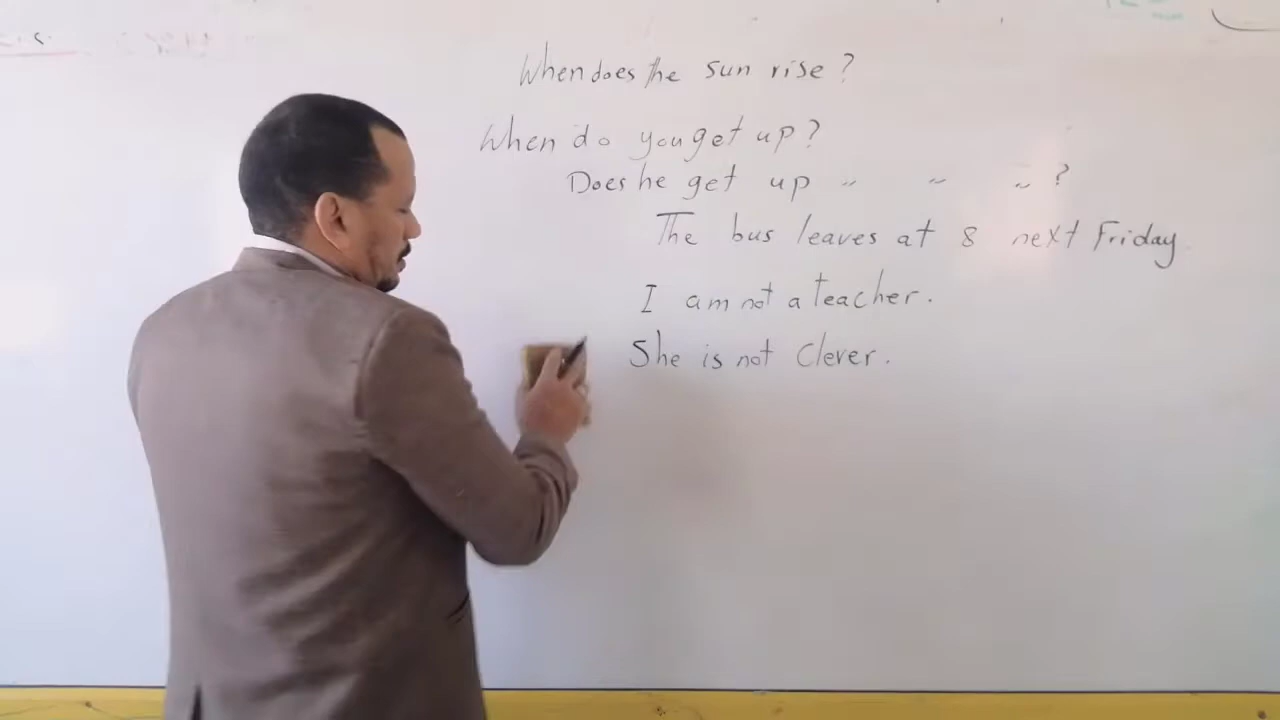 When does the sun rise ?
When do you get up ?
Does he get up " " " ?
The bus leaves at 8 next Friday
I am not a teacher.
She is not Clever.